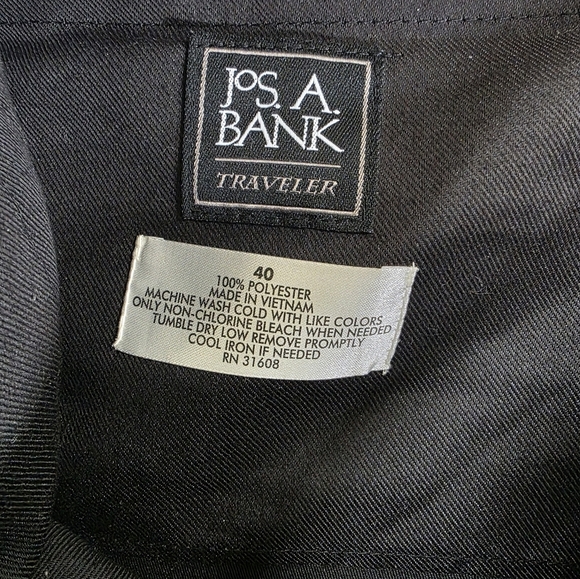 JOS. A.
BANK
TRAVELER
40
100% POLYESTER
MADE IN VIETNAM
MACHINE WASH COLD WITH LIKE COLORS
ONLY NON-CHLORINE BLEACH WHEN NEEDED
TUMBLE DRY LOW REMOVE PROMPTLY
COOL IRON IF NEEDED
RN 31608